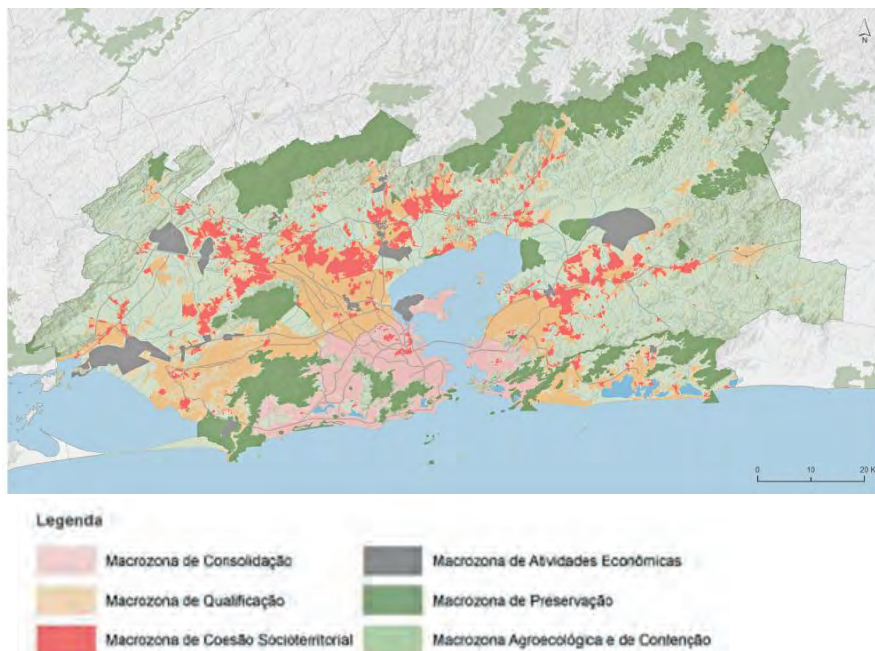 N
0 10 20 K
Legenda
Macrozona de Consolidação
Macrozona de Atividades Econômicas
Macrozona de Qualificação
Macrozona de Preservação
Macrozona de Coesão Socioterritorial
Macrozona Agroecológica e de Contenção